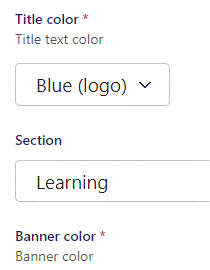 Title color *
Title text color
Blue (logo)
Section
Learning
Banner color *
Banner color